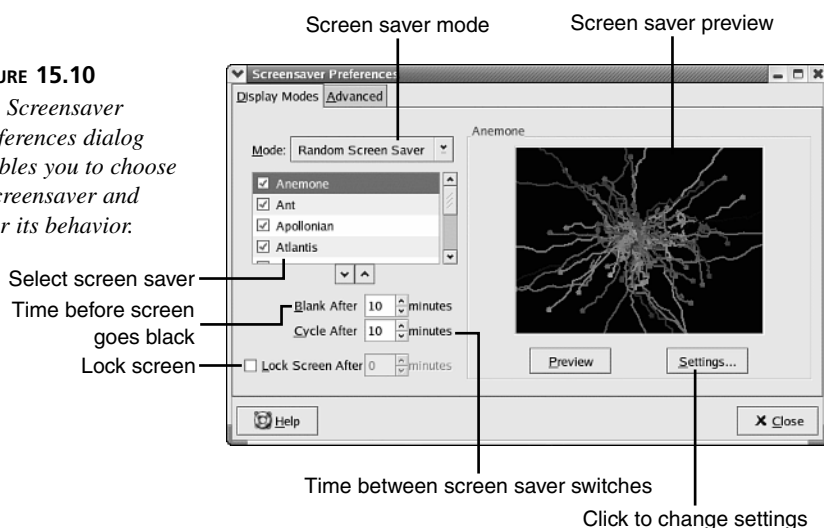 Screen saver mode
Screen saver preview
URE 15.10
Screensaver
ferences dialog
bles you to choose
creensaver and
r its behavior.
Screensaver Preferences
Display Modes
Advanced
Mode: Random Screen Saver
Anemone
Ant
Apollonian
Atlantis
Anemone
Select screen saver
Time before screen
goes black
Blank After 10 minutes
Cycle After 10 minutes
Lock screen
Lock Screen After 0 minutes
Preview
Settings...
Help
Close
Time between screen saver switches
Click to change settings